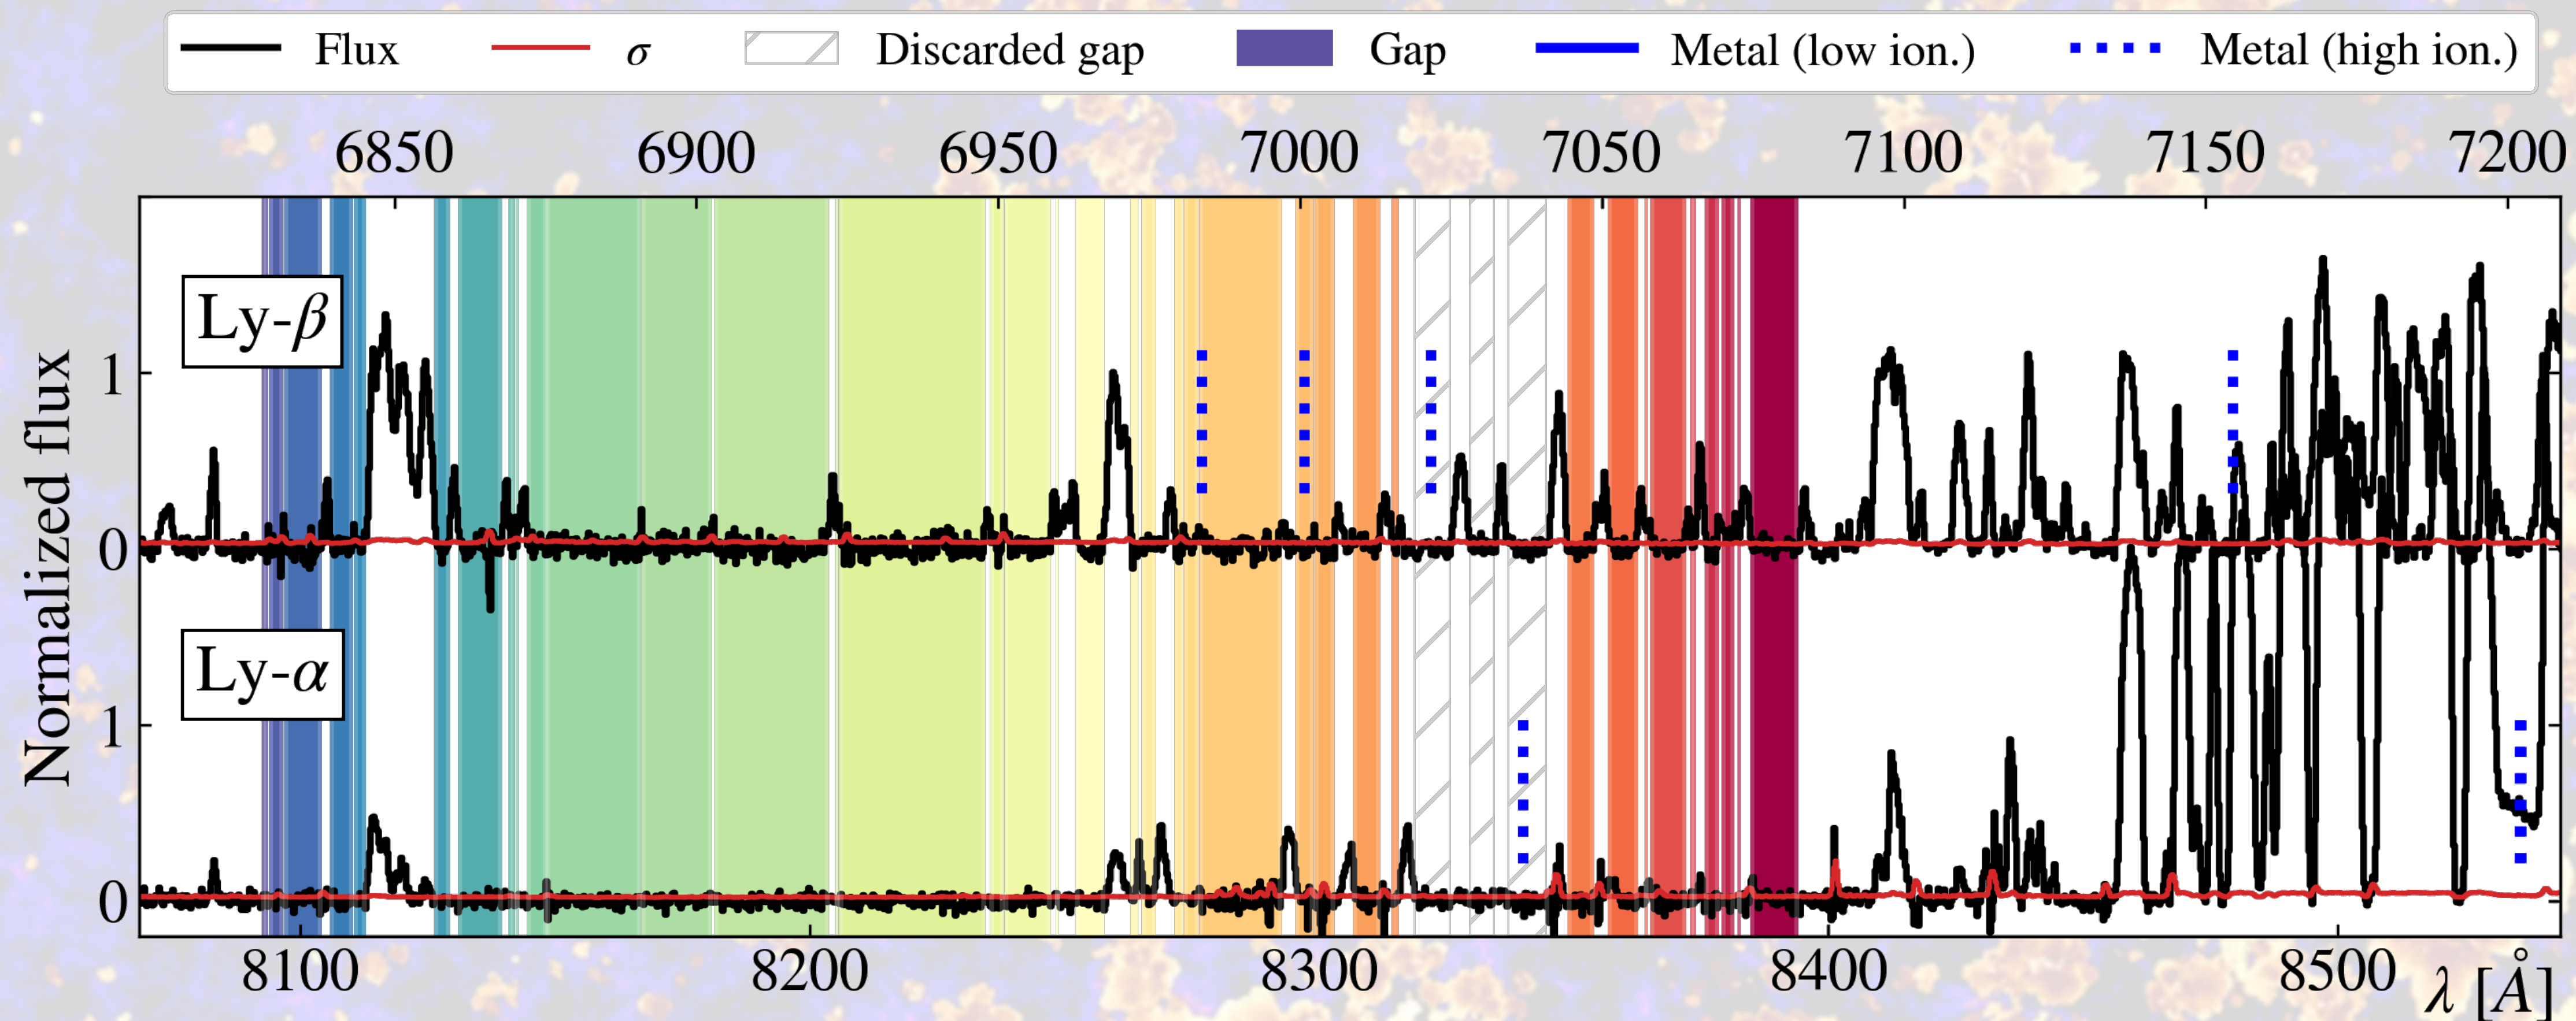 Flux σ Discarded gap Gap Metal (low ion.) Metal (high ion.)
6850 6900 6950 7000 7050 7100 7150 7200
Ly-β
1
0
Normalized flux
Ly-α
1
0
8100 8200 8300 8400 8500 λ [Å]